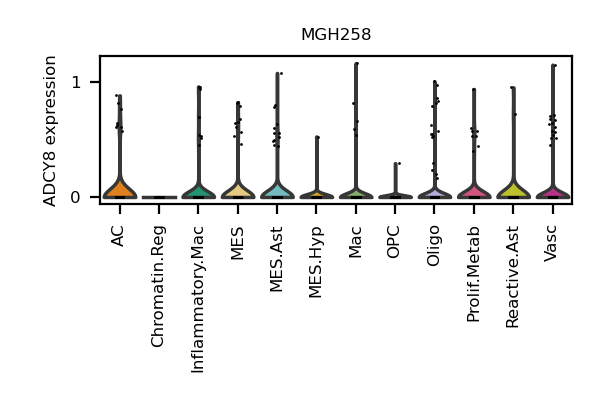 MGH258
ADCY8 expression
1
0
AC
Chromatin.Reg
Inflammatory.Mac
MES
MES.Ast
MES.Hyp
Mac
OPC
Oligo
Prolif.Metab
Reactive.Ast
Vasc